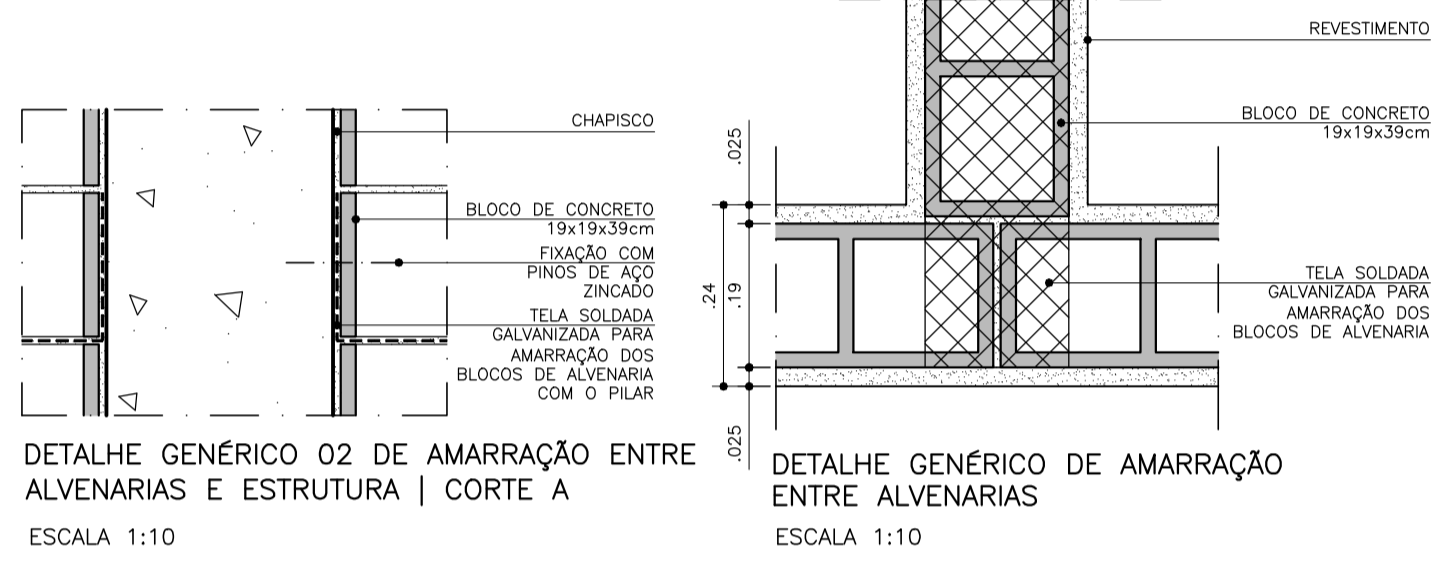 CHAPISCO
BLOCO DE CONCRETO
19x19x39cm
FIXAÇÃO COM
PINOS DE AÇO
ZINCADO
TELA SOLDADA
GALVANIZADA PARA
AMARRAÇÃO DOS
BLOCOS DE ALVENARIA
COM O PILAR
DETALHE GENÉRICO 02 DE AMARRAÇÃO ENTRE
ALVENARIAS E ESTRUTURA | CORTE A
ESCALA 1:10
REVESTIMENTO
BLOCO DE CONCRETO
19x19x39cm
TELA SOLDADA
GALVANIZADA PARA
AMARRAÇÃO DOS
BLOCOS DE ALVENARIA
.025
.24
.19
.025
DETALHE GENÉRICO DE AMARRAÇÃO
ENTRE ALVENARIAS
ESCALA 1:10